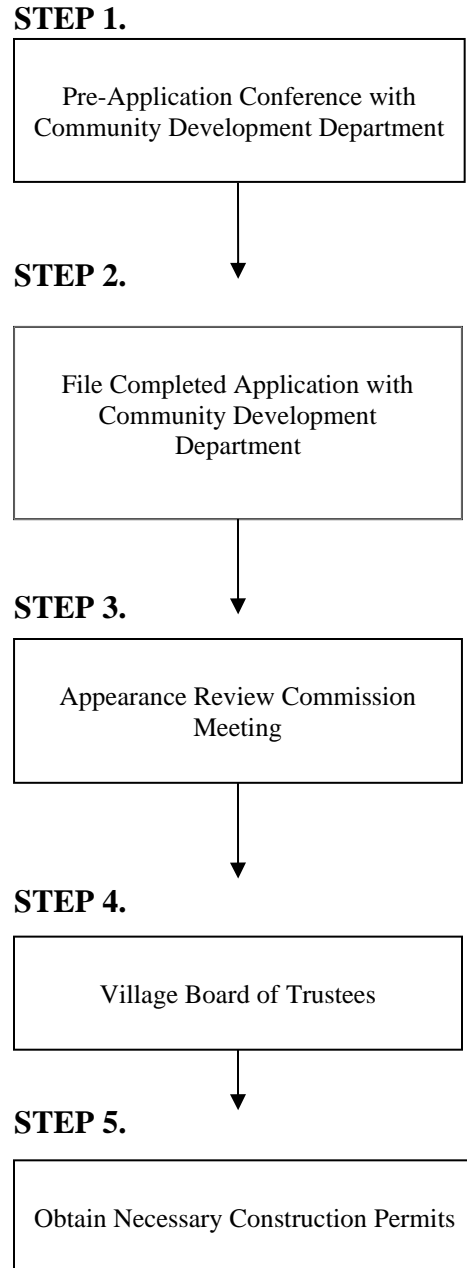 STEP 1.
Pre-Application Conference with
Community Development Department
STEP 2.
File Completed Application with
Community Development
Department
STEP 3.
Appearance Review Commission
Meeting
STEP 4.
Village Board of Trustees
STEP 5.
Obtain Necessary Construction Permits